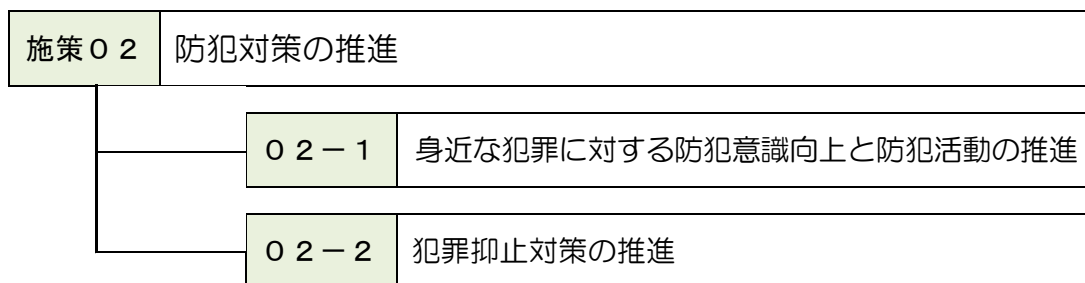 施策０２ 防犯対策の推進
０２－１ 身近な犯罪に対する防犯意識向上と防犯活動の推進
０２－２ 犯罪抑止対策の推進